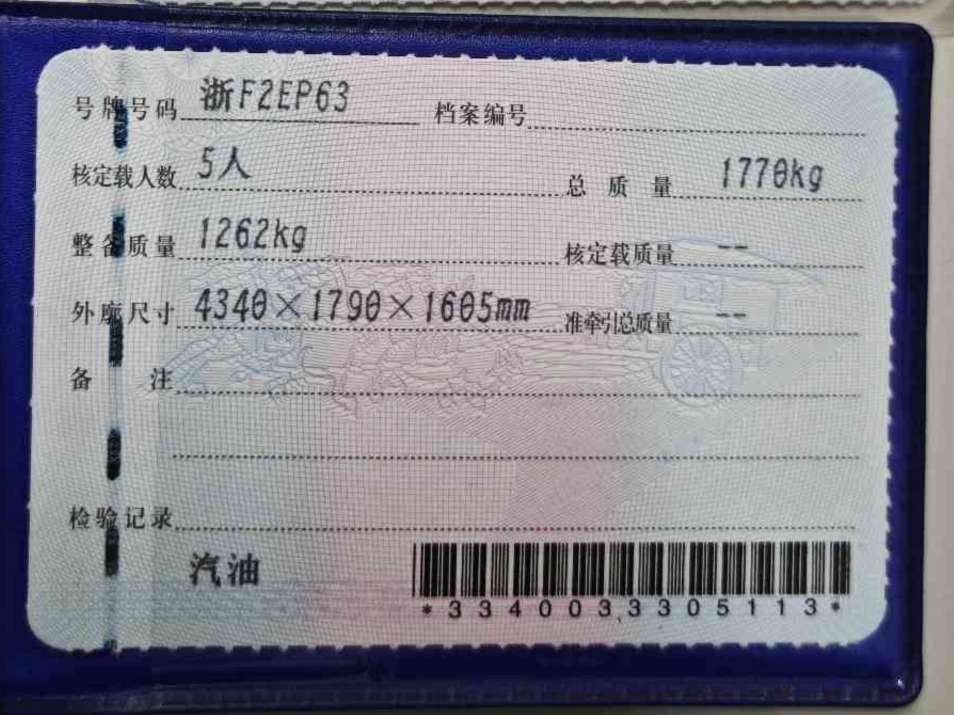 号牌号码 浙F2EP63 档案编号
核定载人数 5人 总质量 1770kg
整备质量 1262kg 核定载质量 --
外廓尺寸 4340×1790×1605mm 准牵引总质量 --
备注
检验记录
汽油
*3340033305113*